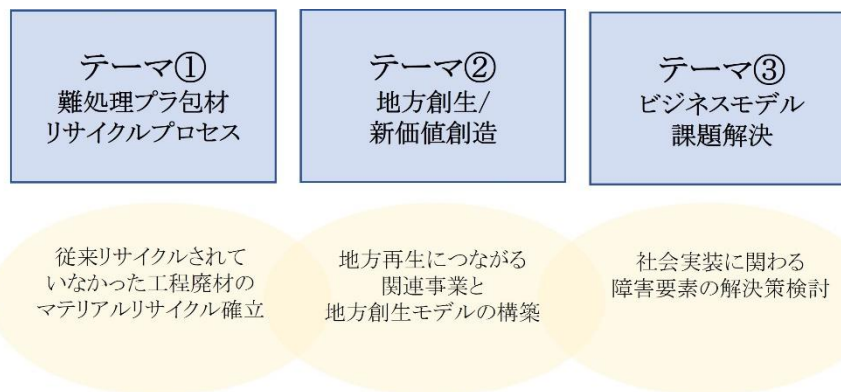 テーマ①
難処理プラ包材
リサイクルプロセス
テーマ②
地方創生/
新価値創造
テーマ③
ビジネスモデル
課題解決
従来リサイクルされて
いなかった工程廃材の
マテリアルリサイクル確立
地方再生につながる
関連事業と
地方創生モデルの構築
社会実装に関わる
障害要素の解決策検討